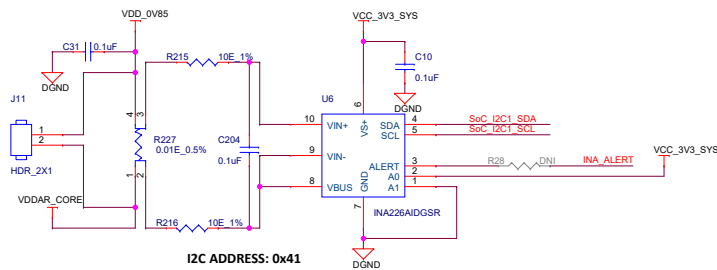 VDD_0V85
VCC_3V3_SYS
C31
0.1uF
DGND
R215
10E_1%
C10
0.1uF
DGND
J11
1
2
HDR_2X1
4
3
R227
0.01E_0.5%
1
2
C204
0.1uF
U6
6
VS+
10
VIN+
SDA
4
SoC_I2C1_SDA
SCL
5
SoC_I2C1_SCL
9
VIN-
ALERT
3
R28
DNI
INA_ALERT
VCC_3V3_SYS
8
VBUS
A0
2
GND
A1
1
7
INA226AIDGSR
VDDAR_CORE
R216
10E_1%
I2C ADDRESS: 0x41
DGND